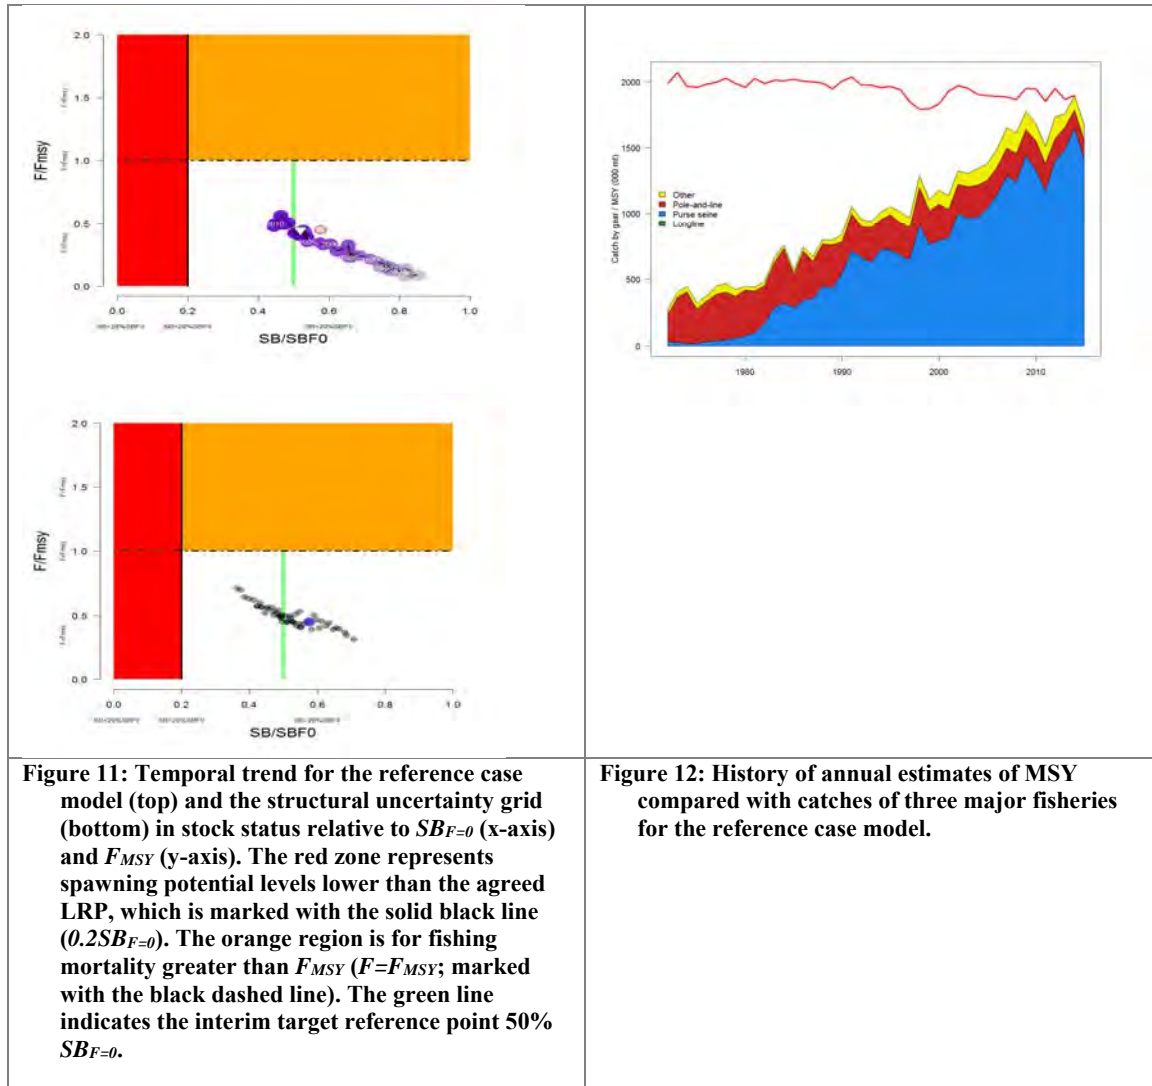 2.0
1.5
1.0
0.5
0.0
F/Fmsy
0.0 0.2 0.4 0.6 0.8 1.0
SB/SBF0
2.0
1.5
1.0
0.5
0.0
F/Fmsy
0.0 0.2 0.4 0.6 0.8 1.0
SB/SBF0
2000
1500
1000
500
0
Catch by gear / MSY (000 mt)
Other
Pole-and-line
Purse seine
Longline
1980 1990 2000 2010
Figure 11: Temporal trend for the reference case
model (top) and the structural uncertainty grid
(bottom) in stock status relative to SBF=0 (x-axis)
and FMSY (y-axis). The red zone represents
spawning potential levels lower than the agreed
LRP, which is marked with the solid black line
(0.2SBF=0). The orange region is for fishing
mortality greater than FMSY (F=FMSY; marked
with the black dashed line). The green line
indicates the interim target reference point 50%
SBF=0.
Figure 12: History of annual estimates of MSY
compared with catches of three major fisheries
for the reference case model.